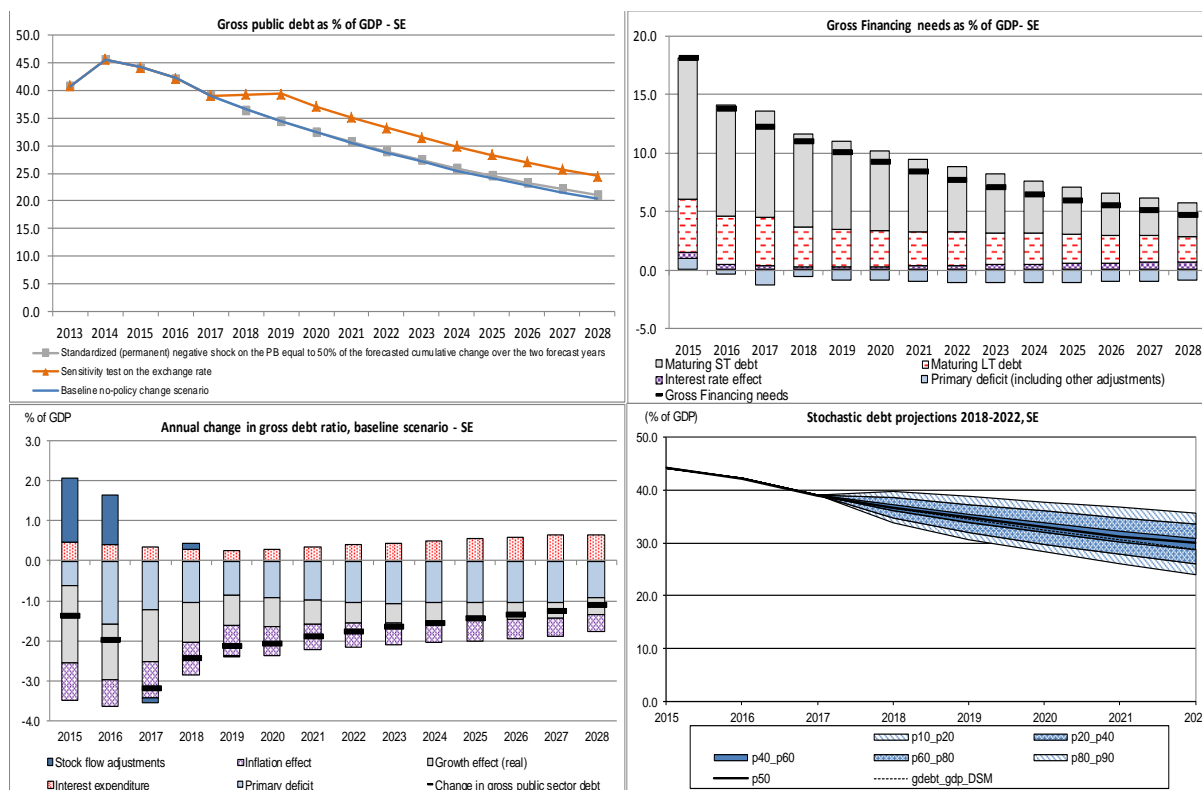 Gross public debt as % of GDP - SE
50.0
45.0
40.0
35.0
30.0
25.0
20.0
15.0
10.0
5.0
0.0
2013 2014 2015 2016 2017 2018 2019 2020 2021 2022 2023 2024 2025 2026 2027 2028
Standardized (permanent) negative shock on the PB equal to 50% of the forecasted cumulative change over the two forecast years
Sensitivity test on the exchange rate
Baseline no-policy change scenario
Gross Financing needs as % of GDP- SE
20.0
15.0
10.0
5.0
0.0
-5.0
2015 2016 2017 2018 2019 2020 2021 2022 2023 2024 2025 2026 2027 2028
Maturing ST debt Maturing LT debt
Interest rate effect Primary deficit (including other adjustments)
Gross Financing needs
% of GDP
Annual change in gross debt ratio, baseline scenario - SE
3.0
2.0
1.0
0.0
-1.0
-2.0
-3.0
-4.0
2015 2016 2017 2018 2019 2020 2021 2022 2023 2024 2025 2026 2027 2028
Stock flow adjustments Inflation effect Growth effect (real)
Interest expenditure Primary deficit Change in gross public sector debt
(% of GDP)
Stochastic debt projections 2018-2022, SE
50.0
40.0
30.0
20.0
10.0
0.0
2015 2016 2017 2018 2019 2020 2021 202
p10_p20 p20_p40
p40_p60 p60_p80 p80_p90
p50 gdebt_gdp_DSM